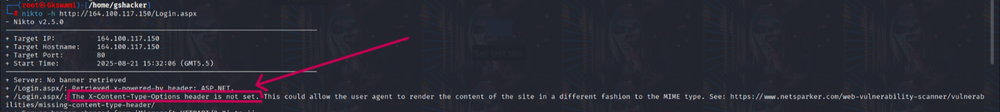 ┌──(root㉿Gkswami)-[/home/gshacker]
└─# nikto -h http://164.100.117.150/Login.aspx
- Nikto v2.5.0
+ Target IP: 164.100.117.150
+ Target Hostname: 164.100.117.150
+ Target Port: 80
+ Start Time: 2025-08-21 15:32:06 (GMT5.5)
+ Server: No banner retrieved
+ /Login.aspx/: Retrieved x-powered-by header: ASP.NET.
+ /Login.aspx/: The X-Content-Type-Options header is not set. This could allow the user agent to render the content of the site in a different fashion to the MIME type. See: https://www.netsparker.com/web-vulnerability-scanner/vulnerab
ilities/missing-content-type-header/